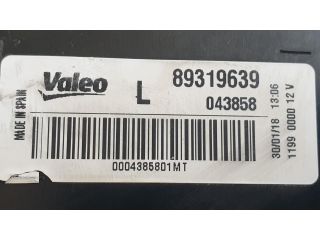 Valeo L 89319639
043858
MADE IN SPAIN
0004385801MT
30/01/18 13:06
1199 0000 12 V